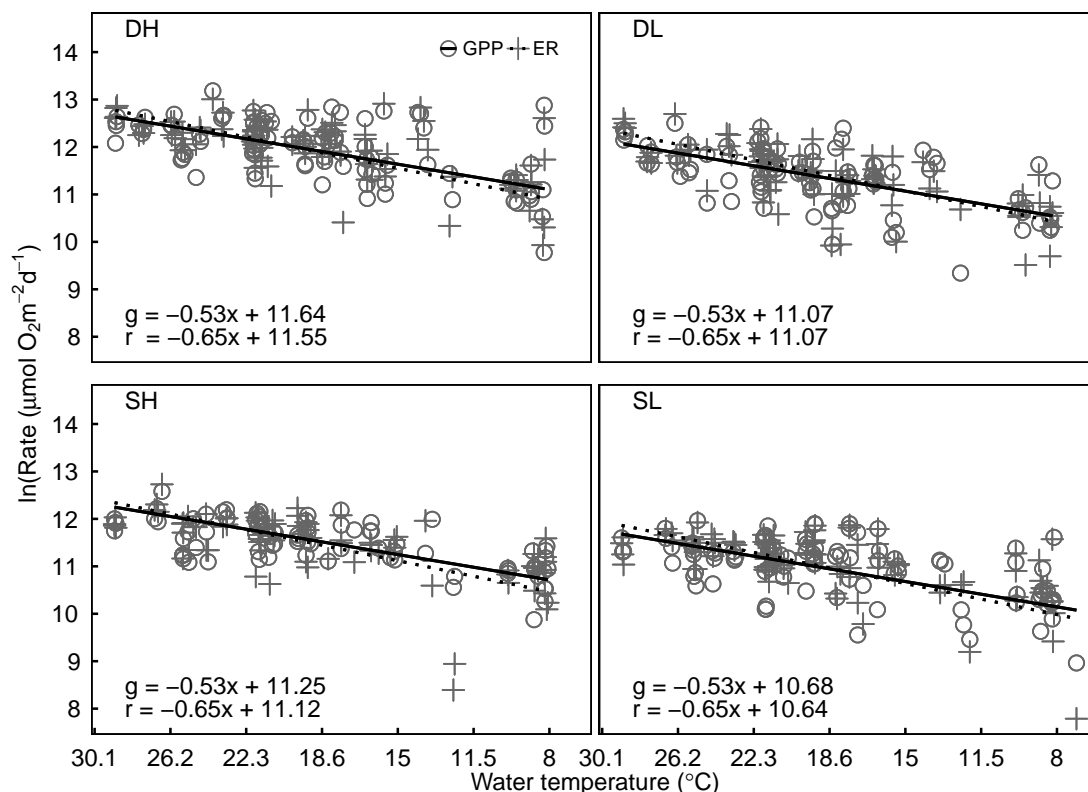 DH
GPP ER
14
13
12
11
10
9
8
g = −0.53x + 11.64
r = −0.65x + 11.55
DL
g = −0.53x + 11.07
r = −0.65x + 11.07
ln(Rate (μmol O₂m⁻²d⁻¹)
SH
14
13
12
11
10
9
8
g = −0.53x + 11.25
r = −0.65x + 11.12
30.1 26.2 22.3 18.6 15 11.5 8
SL
g = −0.53x + 10.68
r = −0.65x + 10.64
30.1 26.2 22.3 18.6 15 11.5 8
Water temperature (°C)